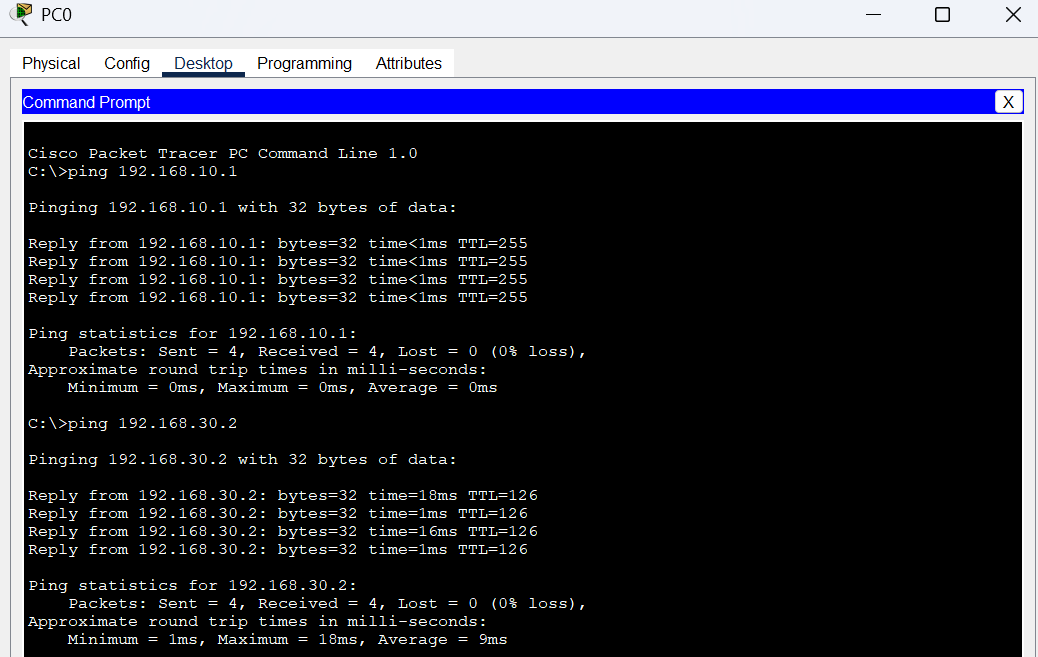 PC0
Physical Config Desktop Programming Attributes
Command Prompt X
Cisco Packet Tracer PC Command Line 1.0
C:\>ping 192.168.10.1
Pinging 192.168.10.1 with 32 bytes of data:
Reply from 192.168.10.1: bytes=32 time<1ms TTL=255
Reply from 192.168.10.1: bytes=32 time<1ms TTL=255
Reply from 192.168.10.1: bytes=32 time<1ms TTL=255
Reply from 192.168.10.1: bytes=32 time<1ms TTL=255
Ping statistics for 192.168.10.1:
Packets: Sent = 4, Received = 4, Lost = 0 (0% loss),
Approximate round trip times in milli-seconds:
Minimum = 0ms, Maximum = 0ms, Average = 0ms
C:\>ping 192.168.30.2
Pinging 192.168.30.2 with 32 bytes of data:
Reply from 192.168.30.2: bytes=32 time=18ms TTL=126
Reply from 192.168.30.2: bytes=32 time=1ms TTL=126
Reply from 192.168.30.2: bytes=32 time=16ms TTL=126
Reply from 192.168.30.2: bytes=32 time=1ms TTL=126
Ping statistics for 192.168.30.2:
Packets: Sent = 4, Received = 4, Lost = 0 (0% loss),
Approximate round trip times in milli-seconds:
Minimum = 1ms, Maximum = 18ms, Average = 9ms